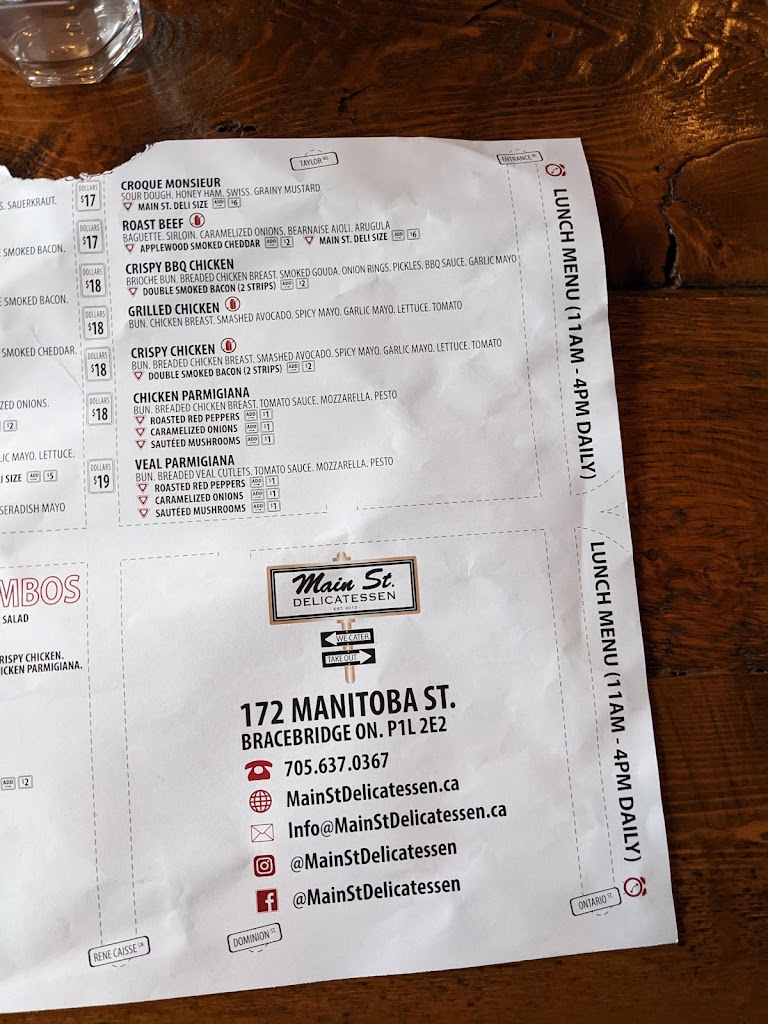 TAYLOR RD.
ENTRANCE RD.
S. SAUERKRAUT.
SMOKED BACON.
SMOKED BACON.
SMOKED CHEDDAR.
ZED ONIONS.
$2
LIC MAYO. LETTUCE.
I SIZE ADD $5
SERADISH MAYO
DOLLARS $17
CROQUE MONSIEUR
SOUR DOUGH. HONEY HAM. SWISS. GRAINY MUSTARD
MAIN ST. DELI SIZE ADD $6
DOLLARS $17
ROAST BEEF
BAGUETTE. SIRLOIN. CARAMELIZED ONIONS. BEARNAISE AIOLI. ARUGULA
APPLEWOOD SMOKED CHEDDAR ADD $2 MAIN ST. DELI SIZE ADD $6
DOLLARS $18
CRISPY BBQ CHICKEN
BRIOCHE BUN. BREADED CHICKEN BREAST. SMOKED GOUDA. ONION RINGS. PICKLES. BBQ SAUCE. GARLIC MAYO
DOUBLE SMOKED BACON (2 STRIPS) ADD $2
DOLLARS $18
GRILLED CHICKEN
BUN. CHICKEN BREAST. SMASHED AVOCADO. SPICY MAYO. GARLIC MAYO. LETTUCE. TOMATO
DOLLARS $18
CRISPY CHICKEN
BUN. BREADED CHICKEN BREAST. SMASHED AVOCADO. SPICY MAYO. GARLIC MAYO. LETTUCE. TOMATO
DOUBLE SMOKED BACON (2 STRIPS) ADD $2
DOLLARS $18
CHICKEN PARMIGIANA
BUN. BREADED CHICKEN BREAST. TOMATO SAUCE. MOZZARELLA. PESTO
ROASTED RED PEPPERS ADD $1
CARAMELIZED ONIONS ADD $1
SAUTÉED MUSHROOMS ADD $1
DOLLARS $19
VEAL PARMIGIANA
BUN. BREADED VEAL CUTLETS. TOMATO SAUCE. MOZZARELLA. PESTO
ROASTED RED PEPPERS ADD $1
CARAMELIZED ONIONS ADD $1
SAUTÉED MUSHROOMS ADD $1
LUNCH MENU (11AM - 4PM DAILY)
MBOS
SALAD
RISPY CHICKEN.
ICKEN PARMIGIANA.
ADD $2
Main St.
DELICATESSEN
EST. 2013
WE CATER
TAKE OUT
172 MANITOBA ST.
BRACEBRIDGE ON. P1L 2E2
705.637.0367
MainStDelicatessen.ca
Info@MainStDelicatessen.ca
@MainStDelicatessen
@MainStDelicatessen
LUNCH MENU (11AM - 4PM DAILY)
RENE CAISSE LN.
DOMINION ST.
ONTARIO ST.